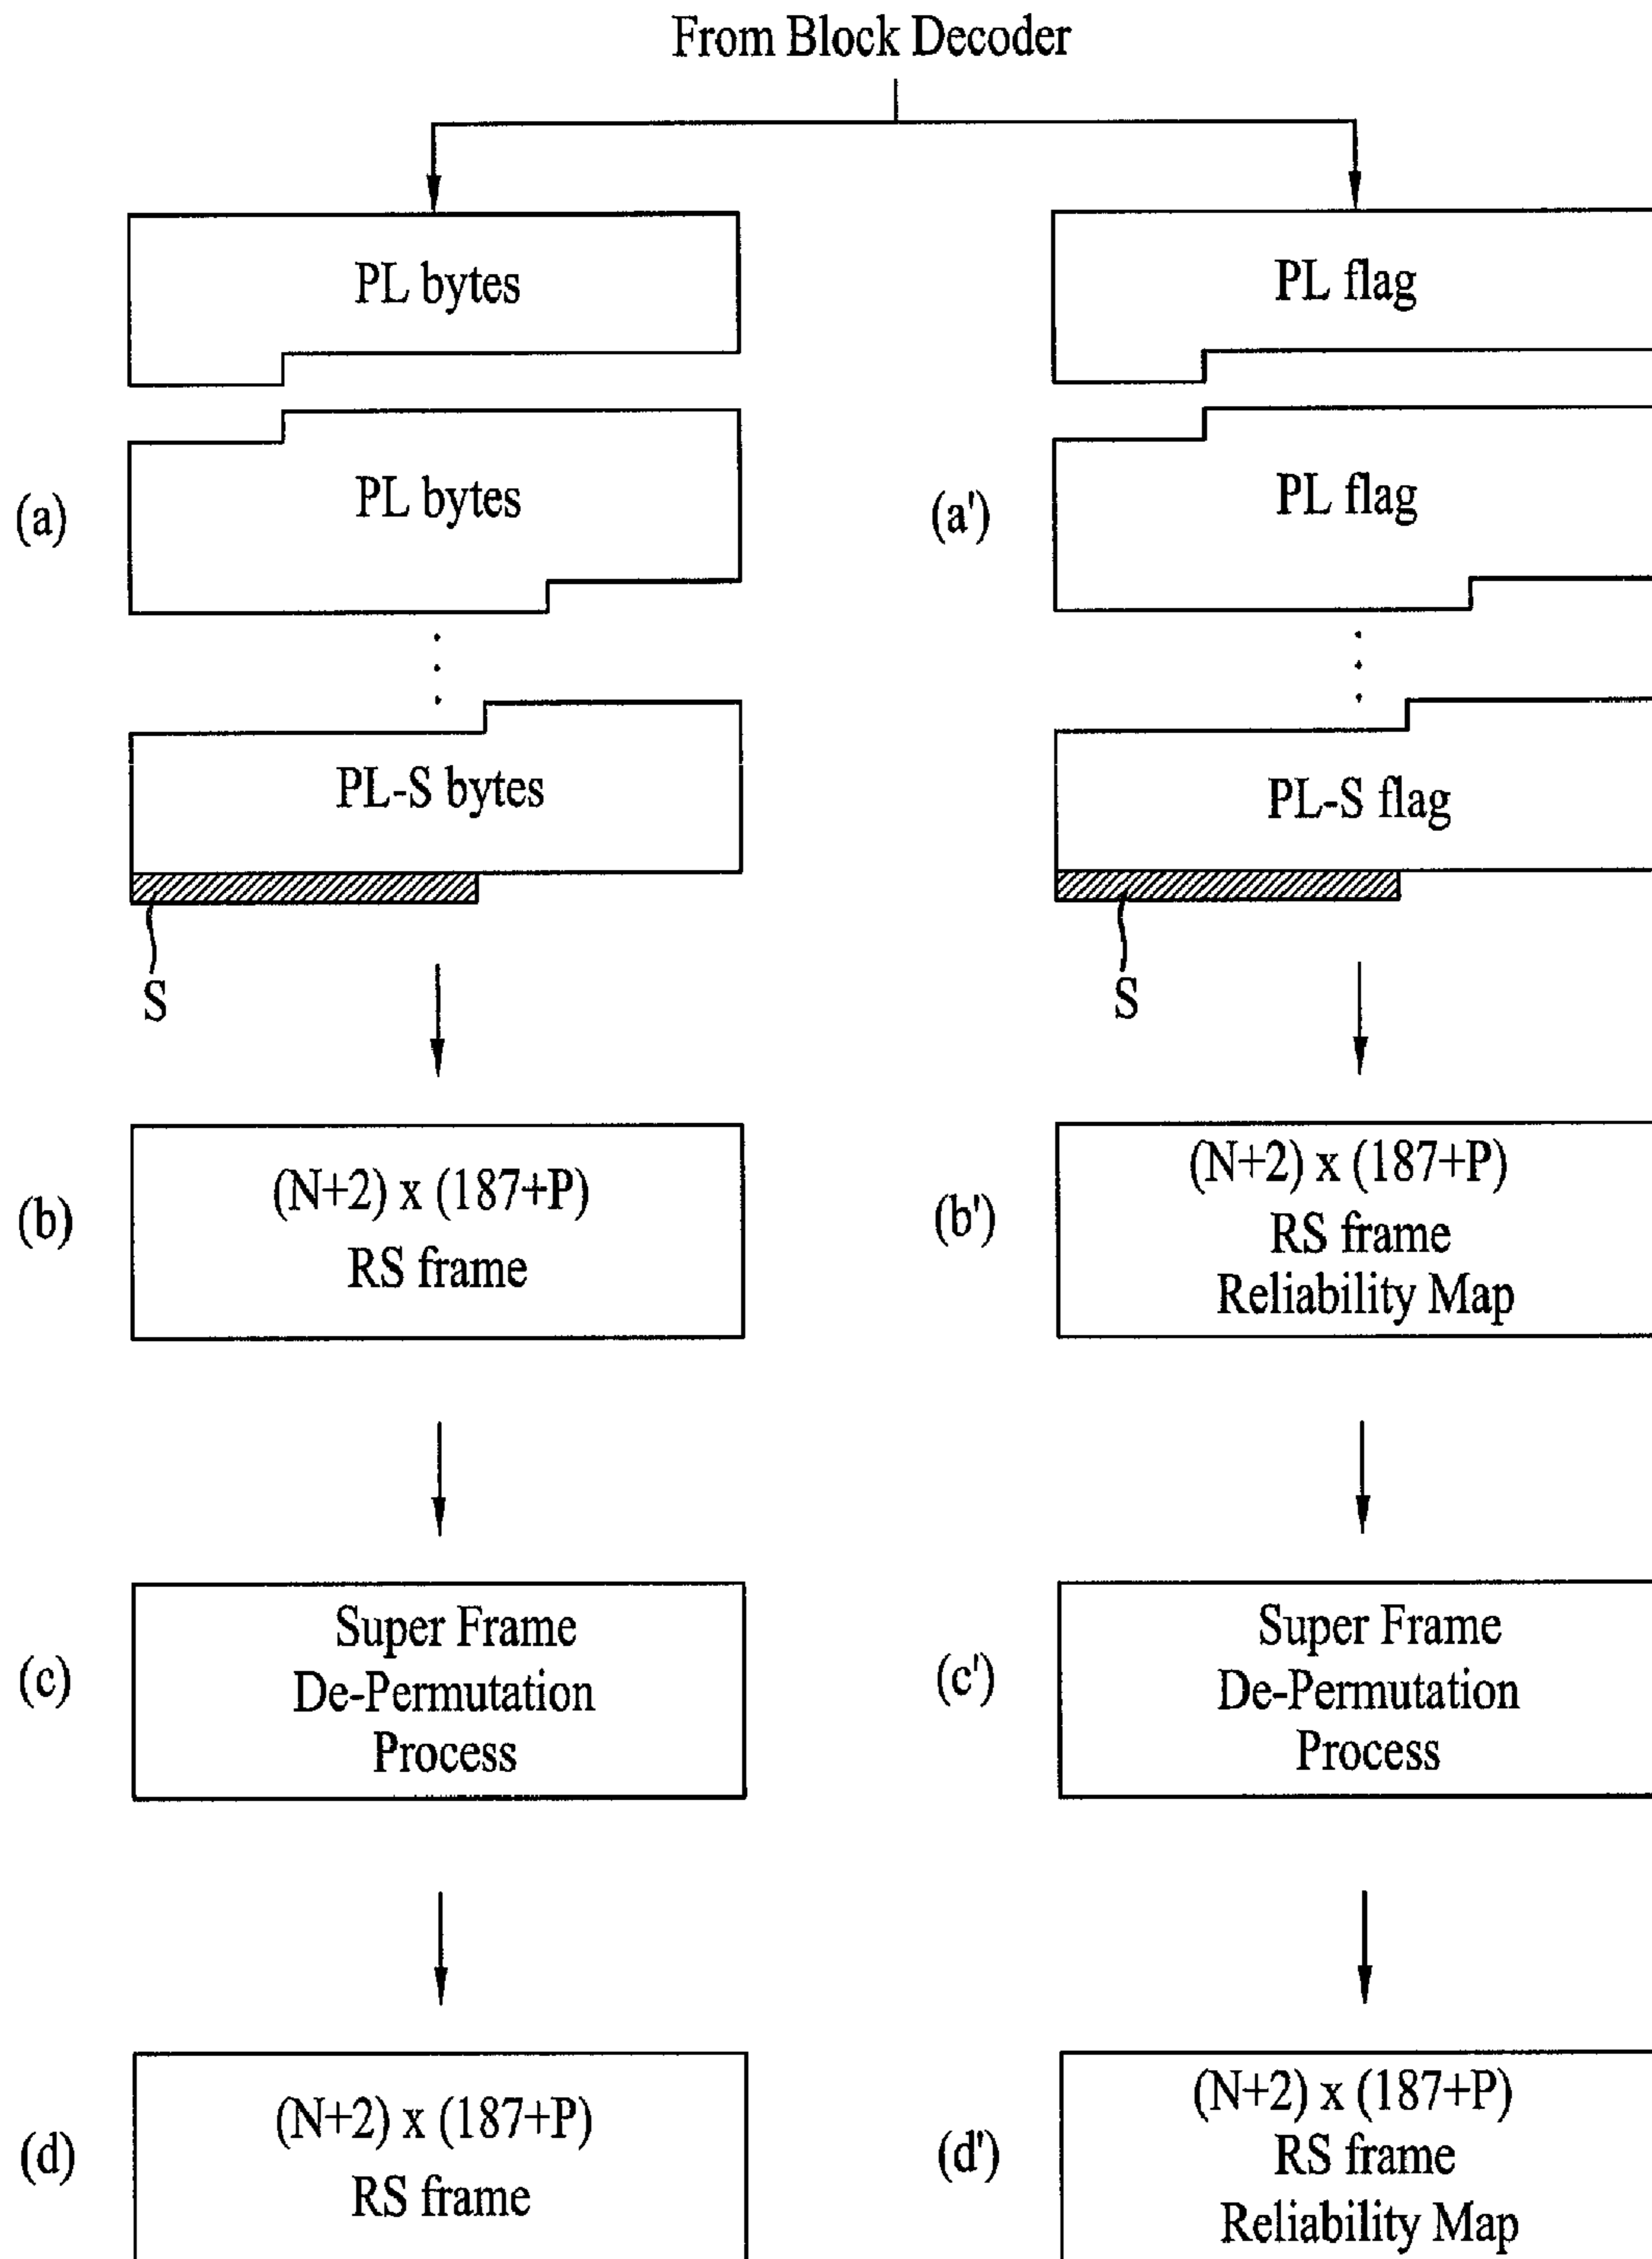 From Block Decoder
PL bytes
PL flag
(a)
PL bytes
(a')
PL flag
PL-S bytes
PL-S flag
S
S
(b)
(N+2) x (187+P)
RS frame
(b')
(N+2) x (187+P)
RS frame
Reliability Map
(c)
Super Frame
De-Permutation
Process
(c')
Super Frame
De-Permutation
Process
(d)
(N+2) x (187+P)
RS frame
(d')
(N+2) x (187+P)
RS frame
Reliability Map